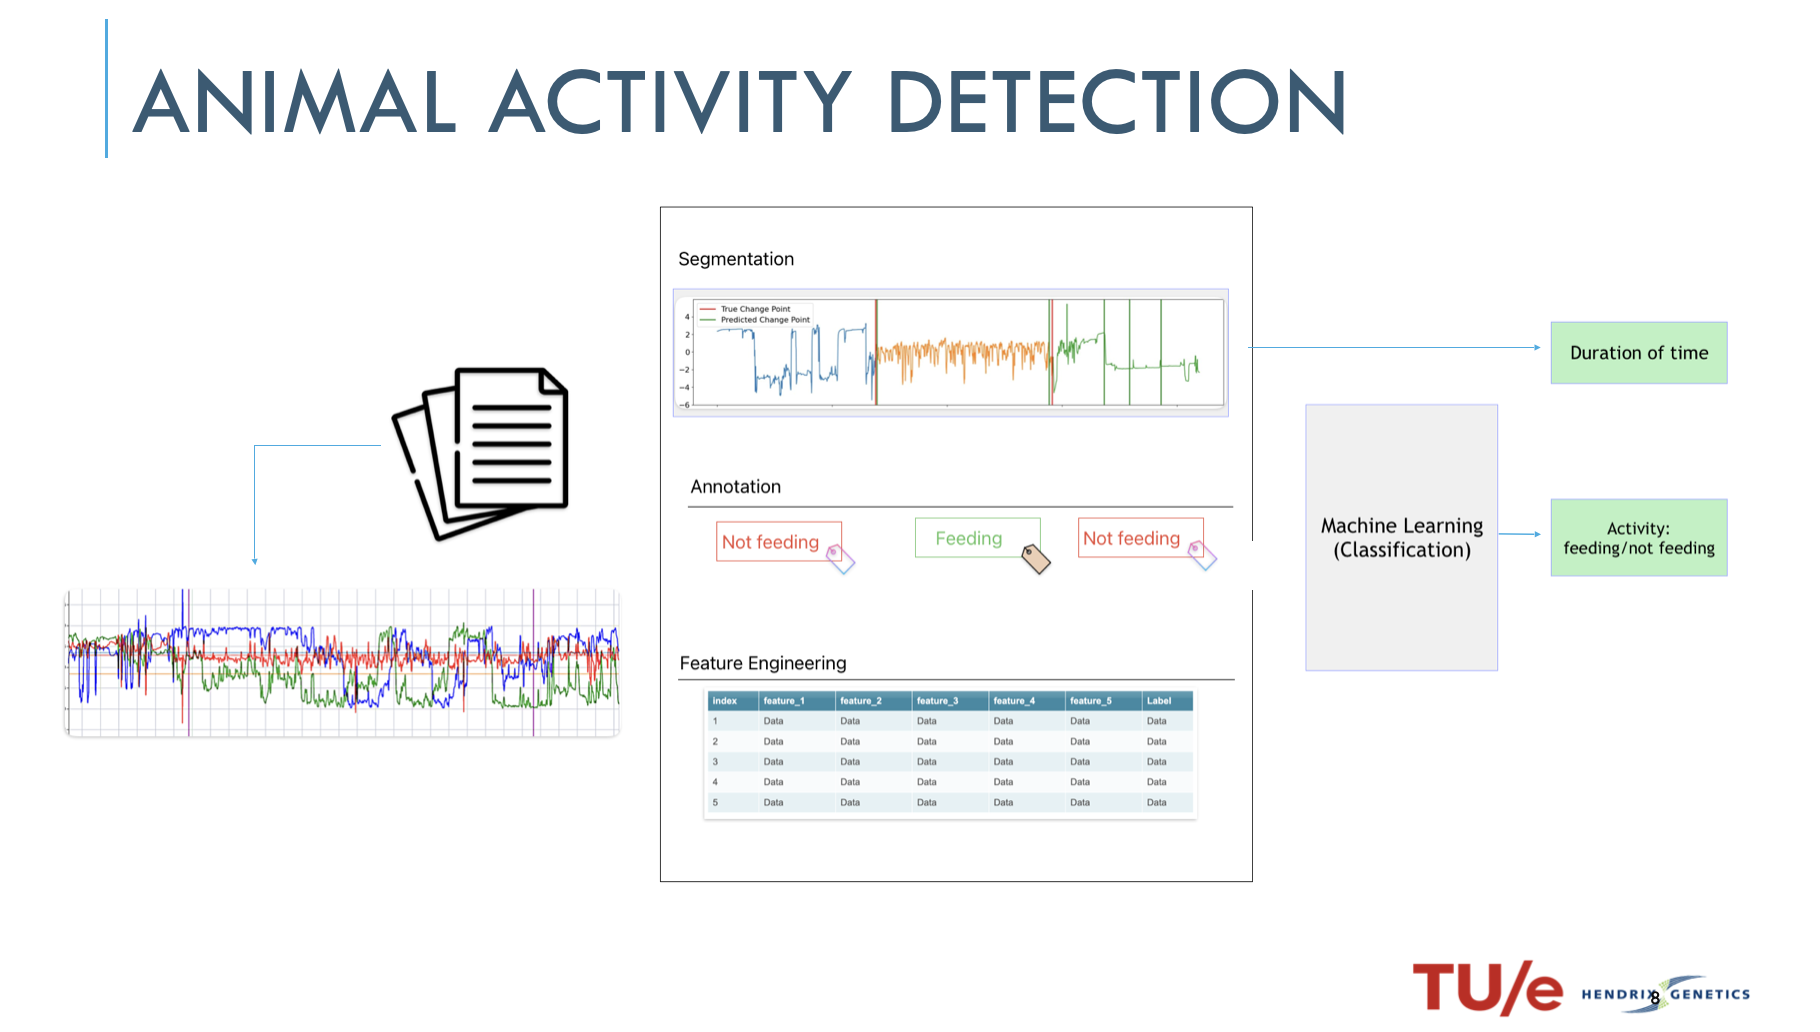 ANIMAL ACTIVITY DETECTION
Segmentation
True Change Point
Predicted Change Point
4
2
0
−2
−4
−6
Duration of time
Annotation
Not feeding
Feeding
Not feeding
Machine Learning
(Classification)
Activity:
feeding/not feeding
Feature Engineering
Index feature_1 feature_2 feature_3 feature_4 feature_5 Label
1 Data Data Data Data Data Data
2 Data Data Data Data Data Data
3 Data Data Data Data Data Data
4 Data Data Data Data Data Data
5 Data Data Data Data Data Data
TU/e
HENDRIX GENETICS
8